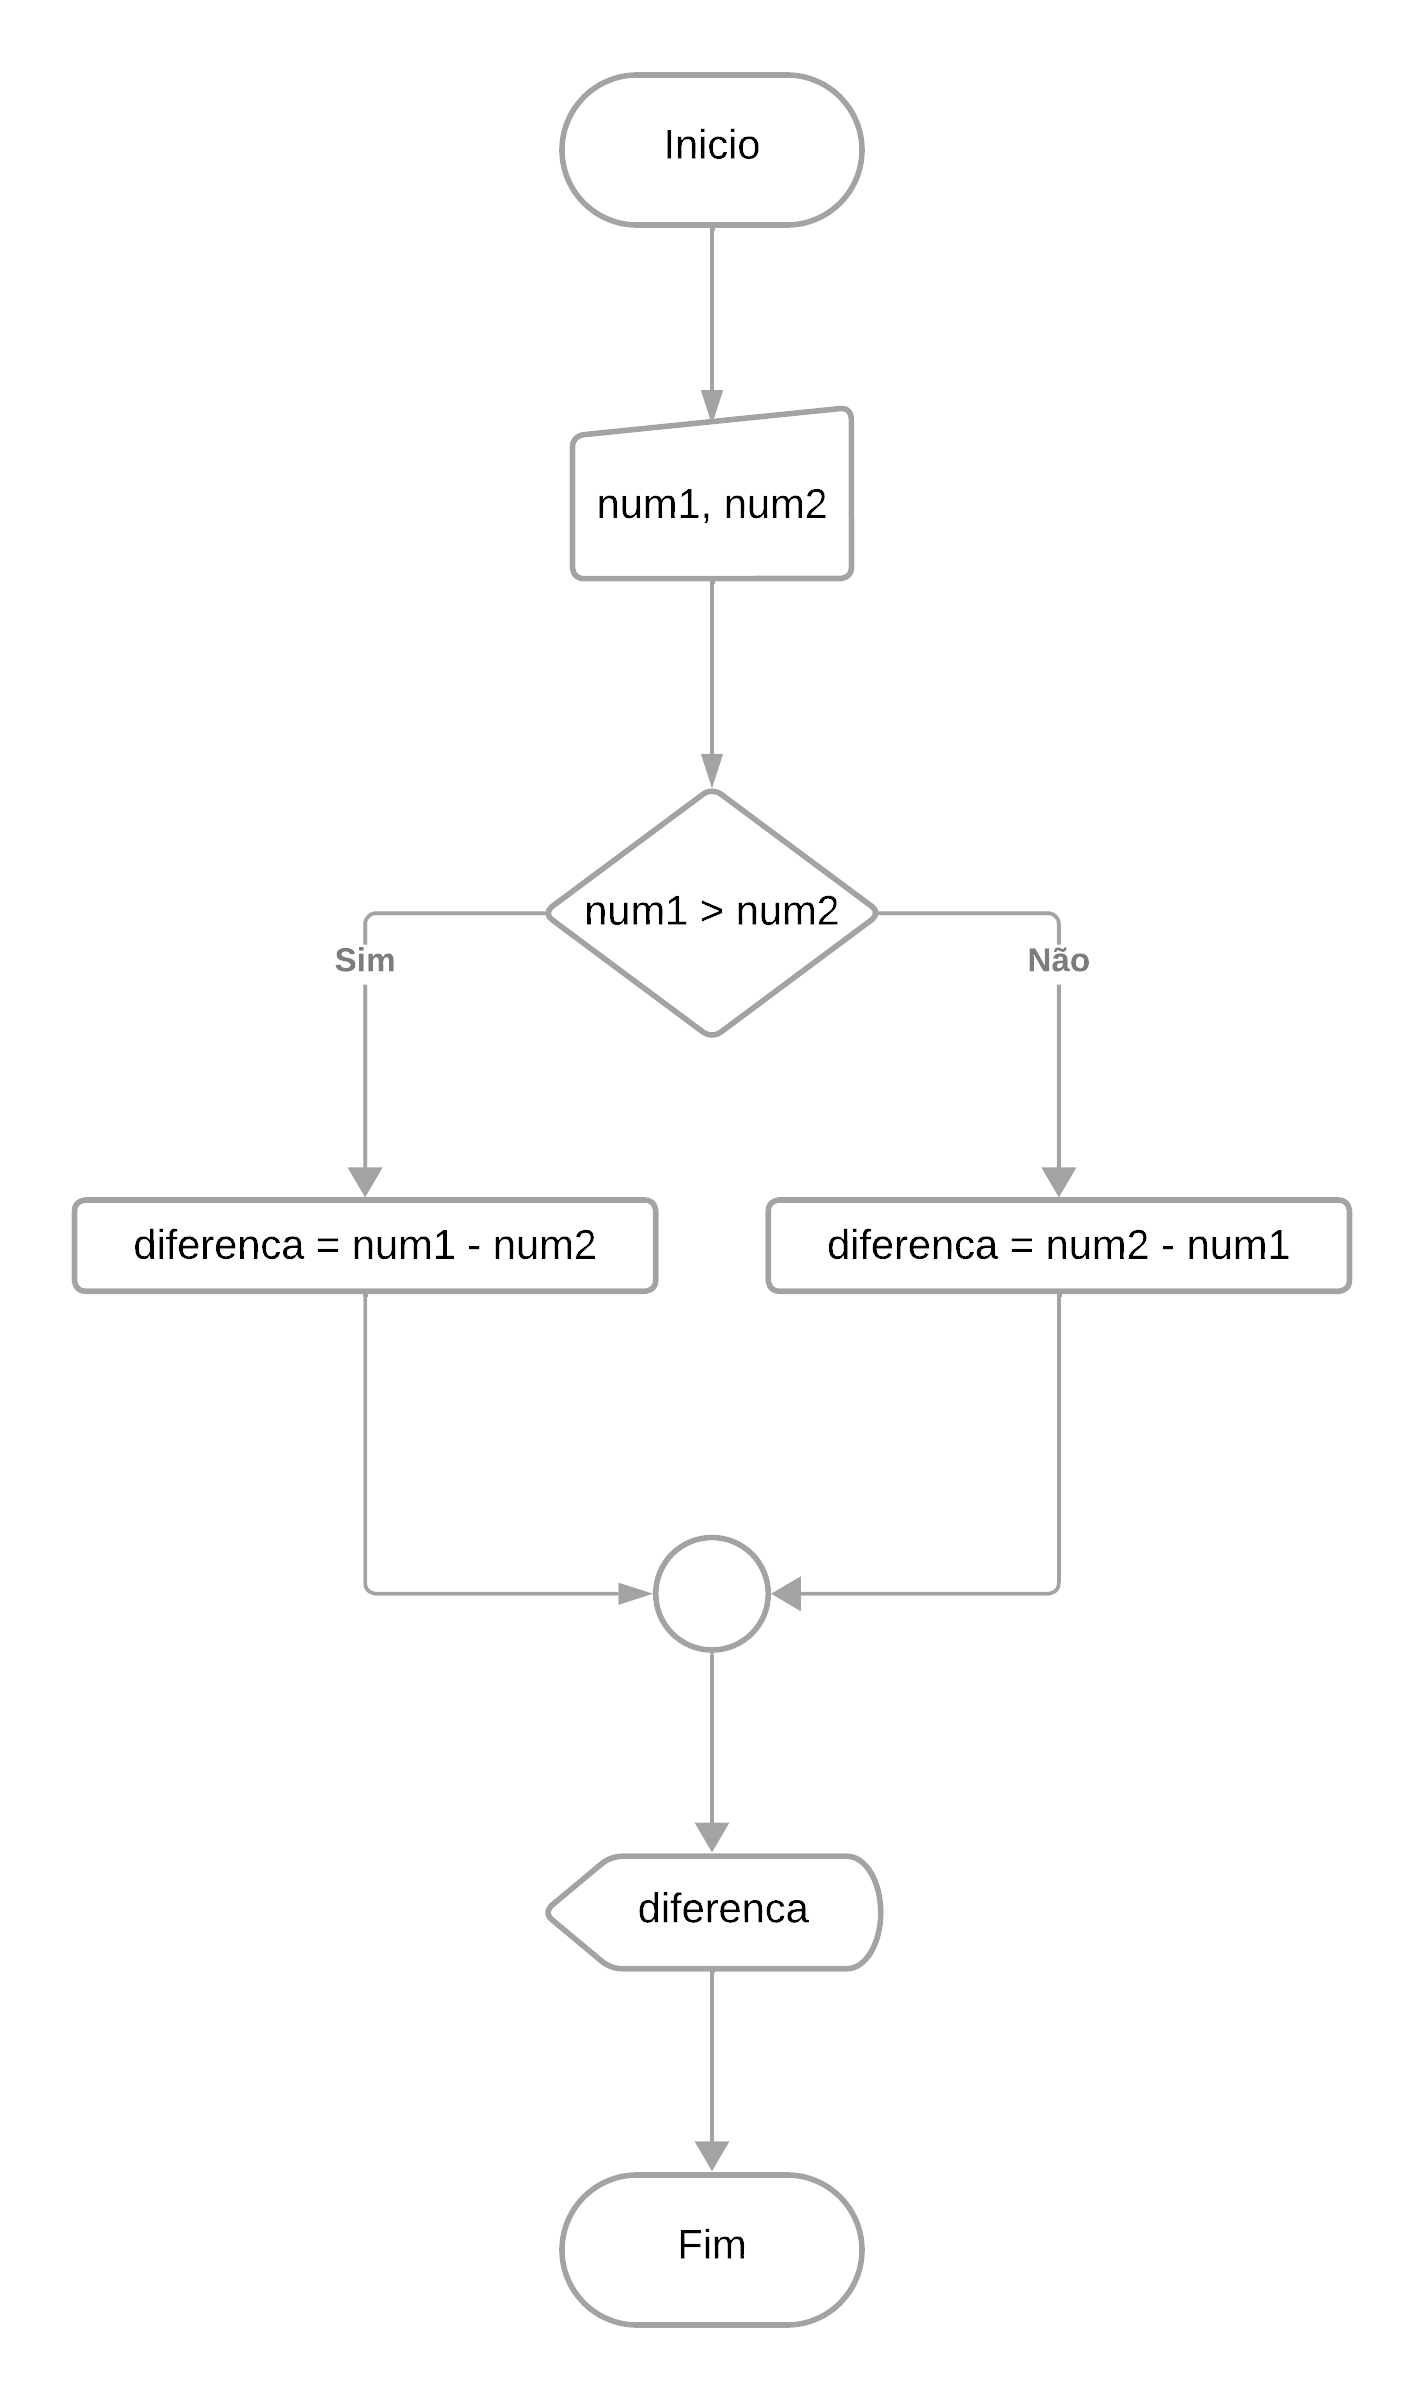 Inicio
num1, num2
num1 > num2
Sim
Não
diferenca = num1 - num2
diferenca = num2 - num1
diferenca
Fim